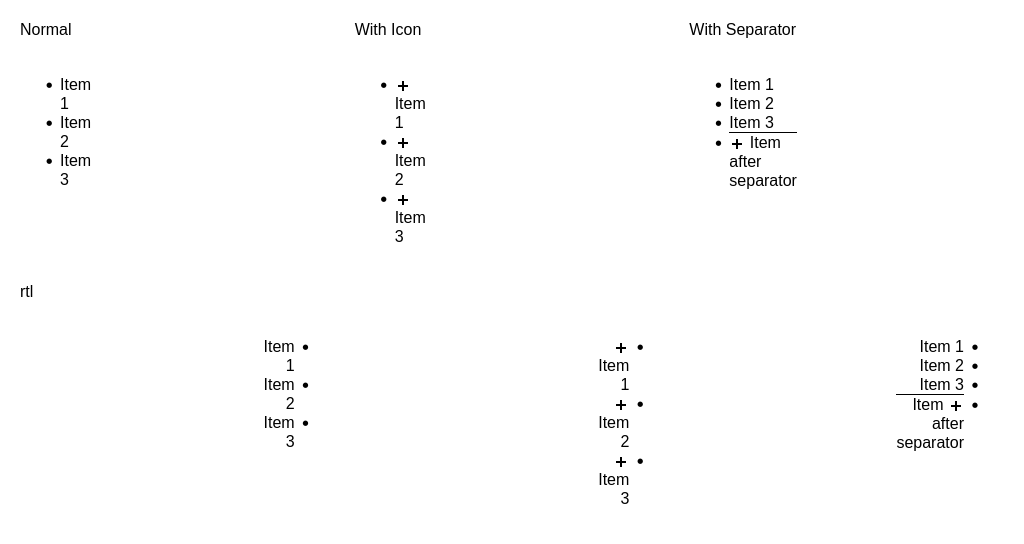 Normal
With Icon
With Separator
• Item
1
• Item
2
• Item
3
• +
Item
1
• +
Item
2
• +
Item
3
• Item 1
• Item 2
• Item 3
• + Item
after
separator
rtl
Item •
1
Item •
2
Item •
3
+ •
Item
1
+ •
Item
2
+ •
Item
3
Item 1 •
Item 2 •
Item 3 •
Item + •
after
separator